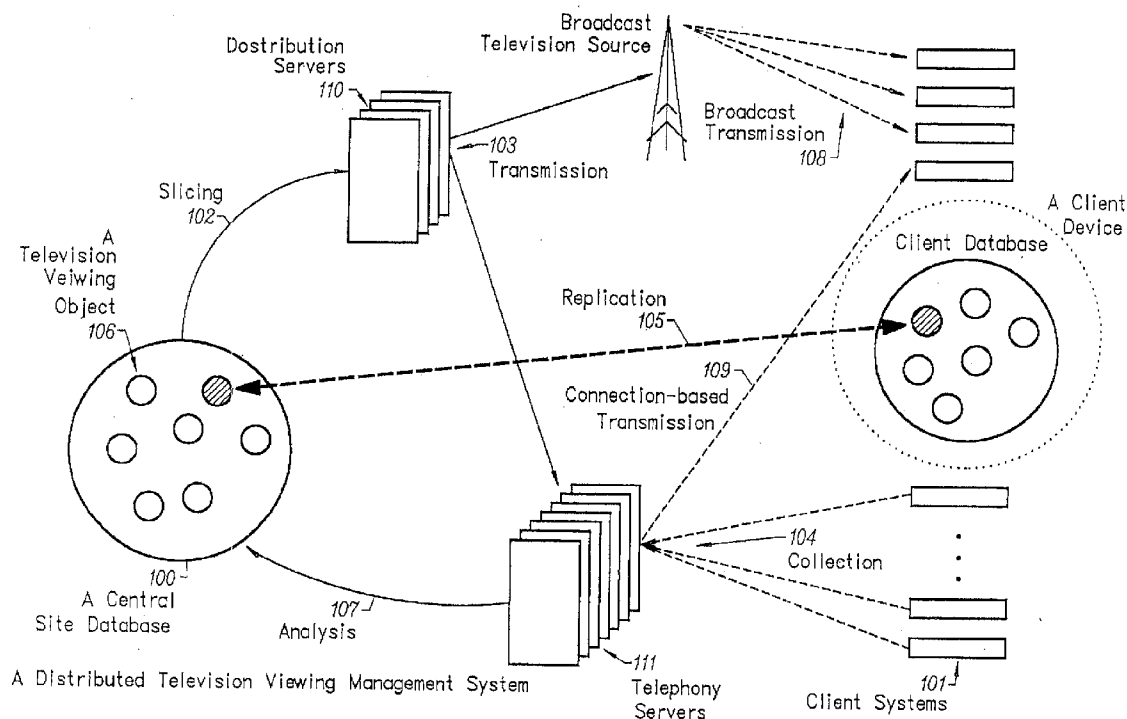 Dostribution
Servers
110
Broadcast
Television Source
103
Transmission
Broadcast
Transmission
108
Slicing
102
A
Television
Veiwing
Object
106
A Client
Device
Client Database
Replication
105
109
Connection-based
Transmission
104
Collection
100
A Central
Site Database
107
Analysis
111
Telephony
Servers
101
Client Systems
A Distributed Television Viewing Management System